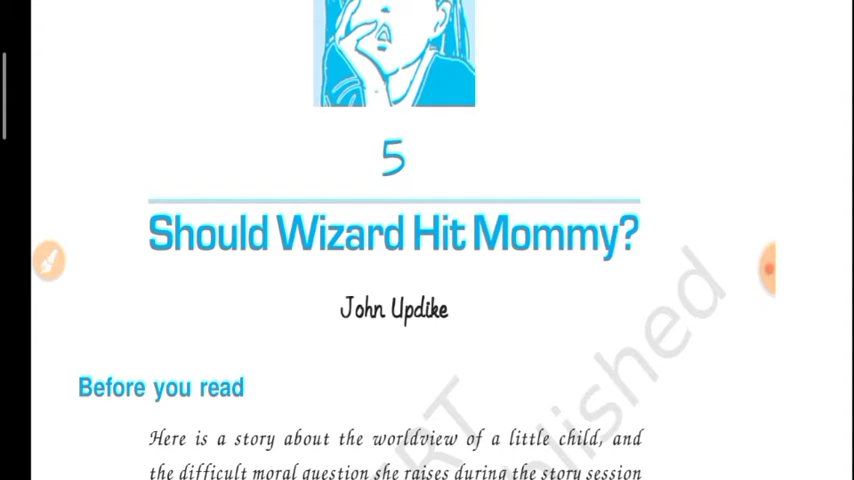 5
Should Wizard Hit Mommy?
John Updike
Before you read
Here is a story about the worldview of a little child, and
the difficult moral question she raises during the story session